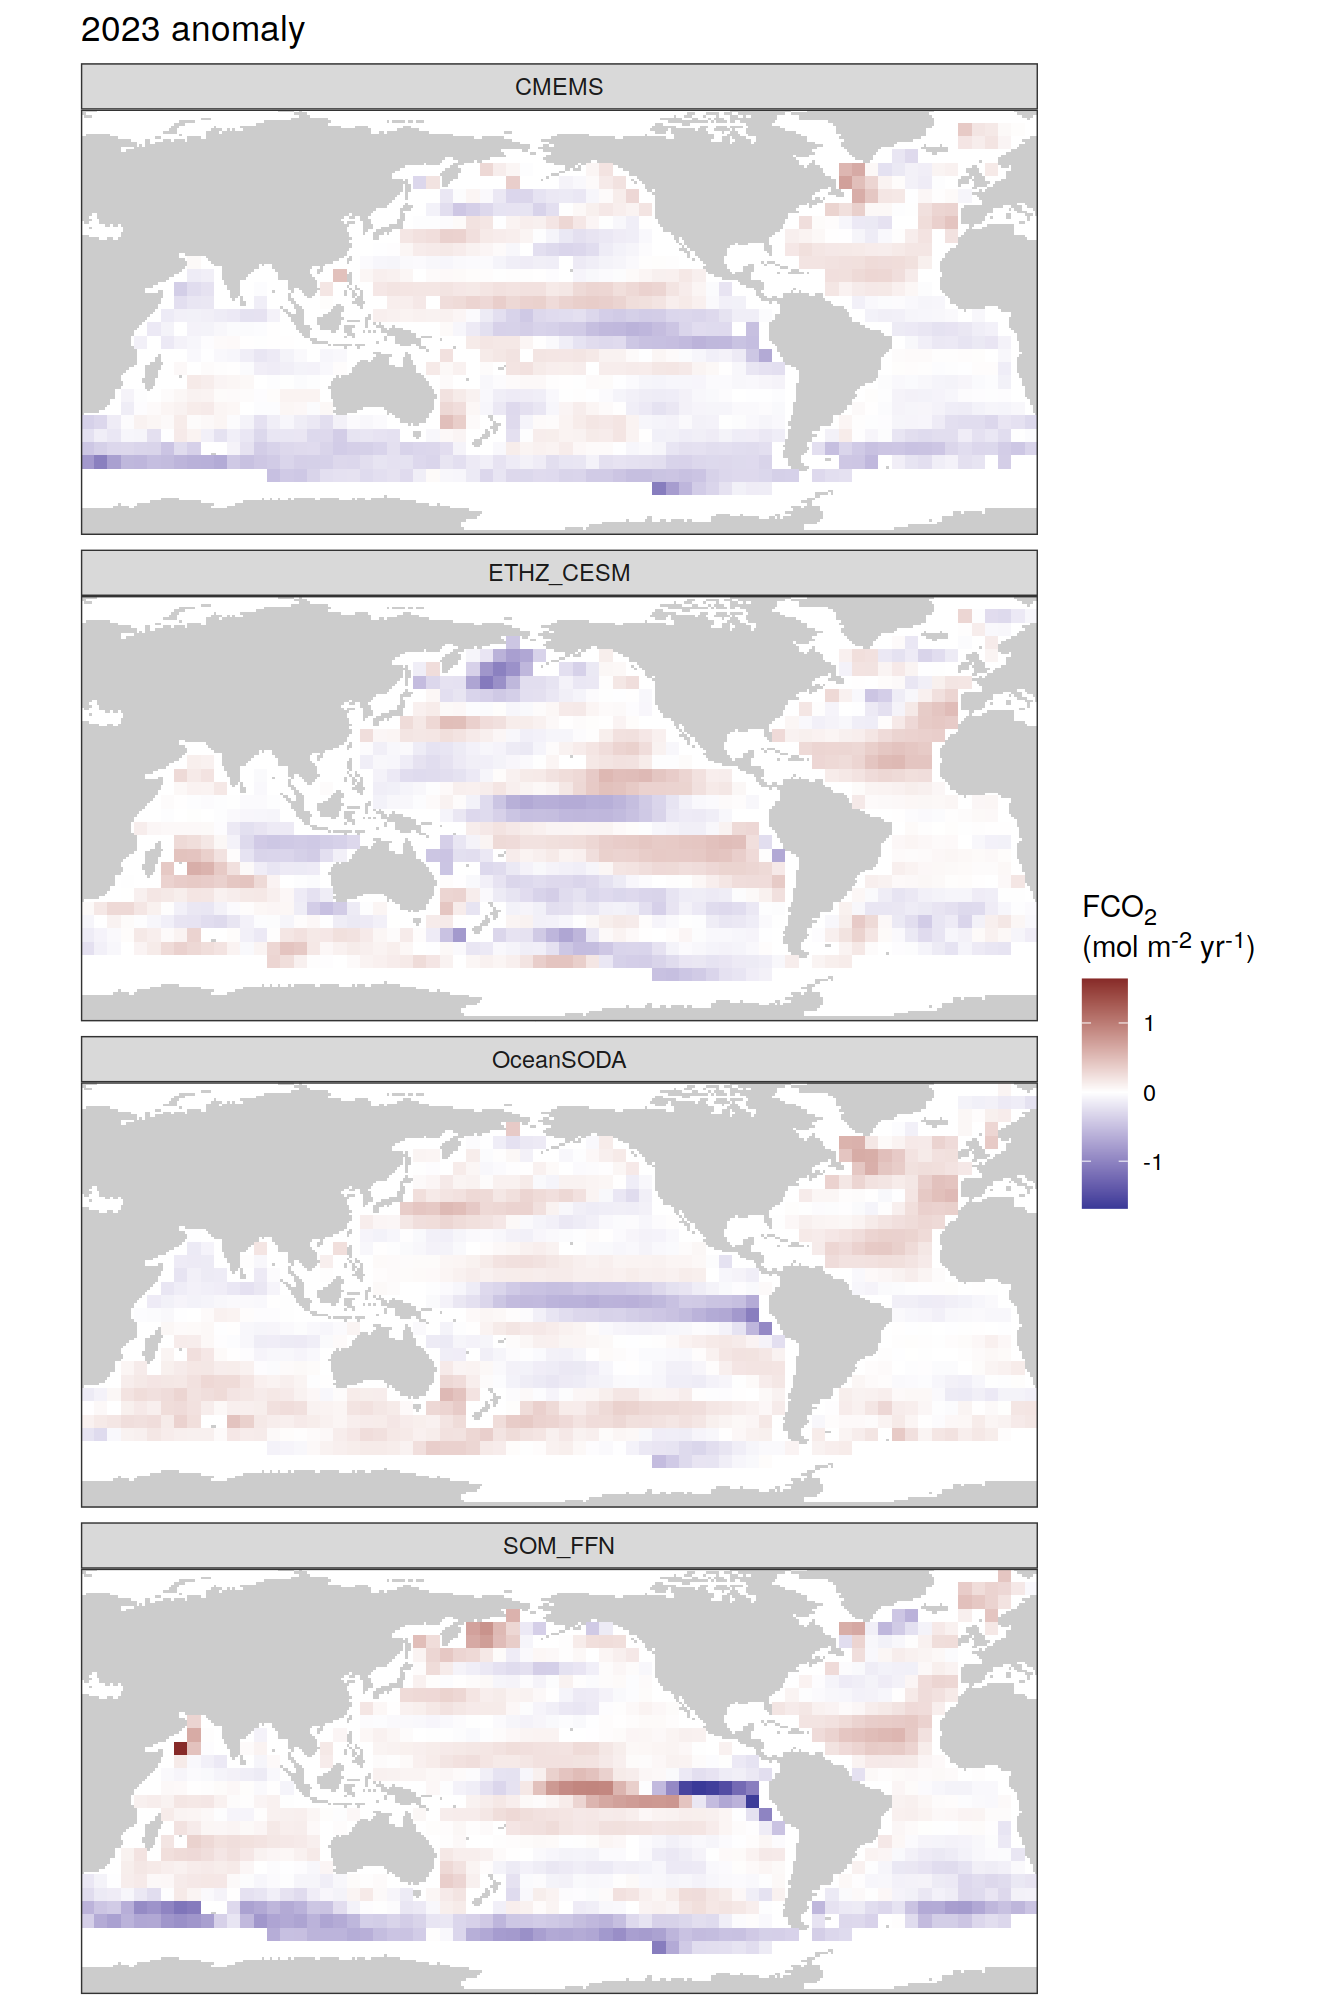 2023 anomaly
CMEMS
ETHZ_CESM
OceanSODA
SOM_FFN
FCO₂
(mol m⁻² yr⁻¹)
1
0
-1